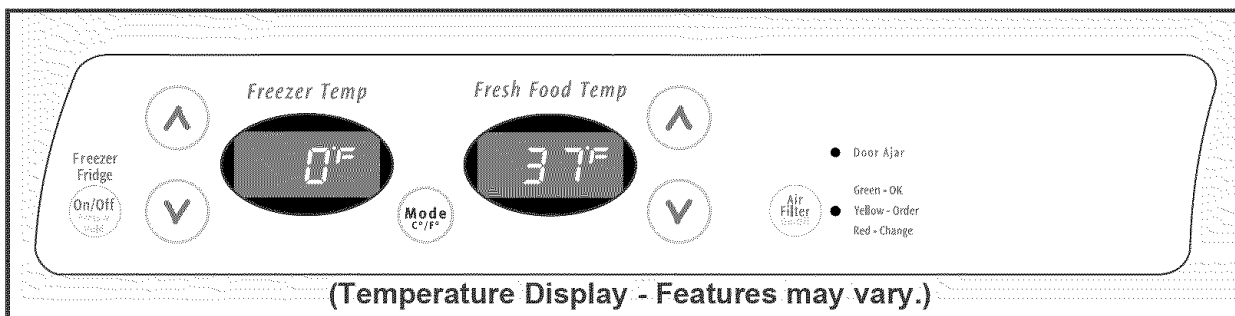 Freezer Temp
Fresh Food Temp
Freezer
Fridge
On/Off
0°F
Mode
C°/F°
37°F
Door Ajar
Air
Filter
Green - OK
Yellow - Order
Red - Change
(Temperature Display - Features may vary.)